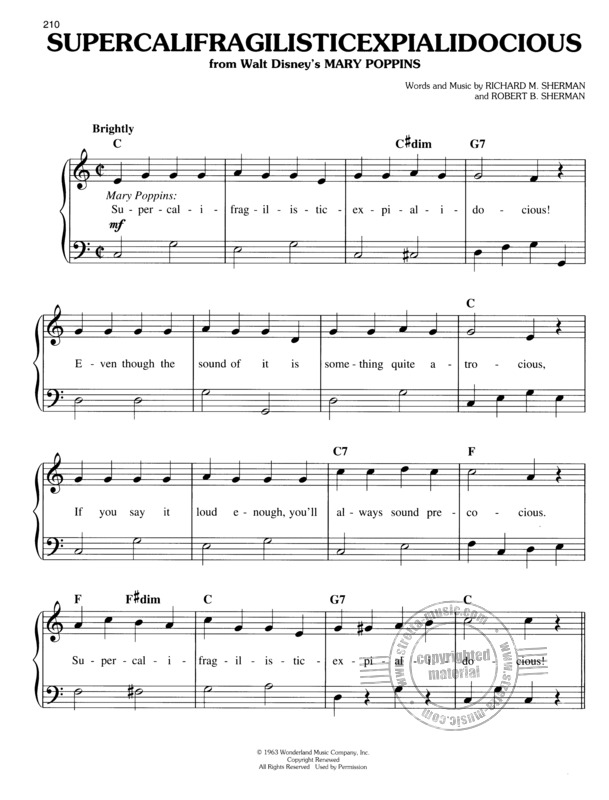 210
SUPERCALIFRAGILISTICEXPIALIDOCIOUS
from Walt Disney's MARY POPPINS
Words and Music by RICHARD M. SHERMAN
and ROBERT B. SHERMAN
Brightly
C C#dim G7
Mary Poppins:
Su - per - cal - i - frag - il - is - tic - ex - pi - al - i - do - cious!
mf
C
E - ven though the sound of it is some - thing quite a - tro - cious,
C7 F
If you say it loud e - nough, you'll al - ways sound pre - co - cious.
F F#dim C G7 C
Su - per - cal - i - frag - il - is - tic - ex - pi - al - i - do - cious!
www.stretta-music.com
copyrighted
material
www.stretta-music.com
© 1963 Wonderland Music Company, Inc.
Copyright Renewed
All Rights Reserved Used by Permission